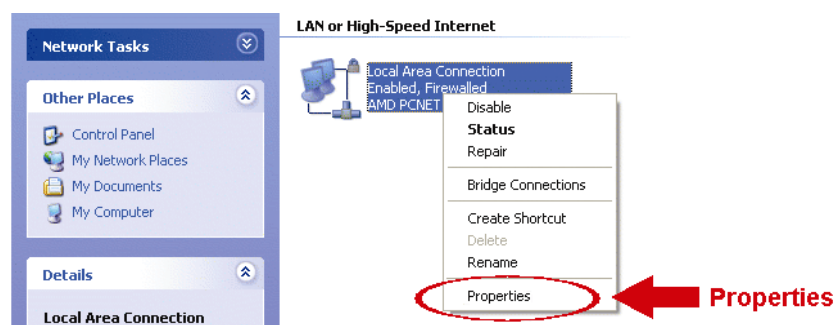 Network Tasks
Other Places
Control Panel
My Network Places
My Documents
My Computer
Details
Local Area Connection
LAN or High-Speed Internet
Local Area Connection
Enabled, Firewalled
AMD PCNET
Disable
Status
Repair
Bridge Connections
Create Shortcut
Delete
Rename
Properties
Properties